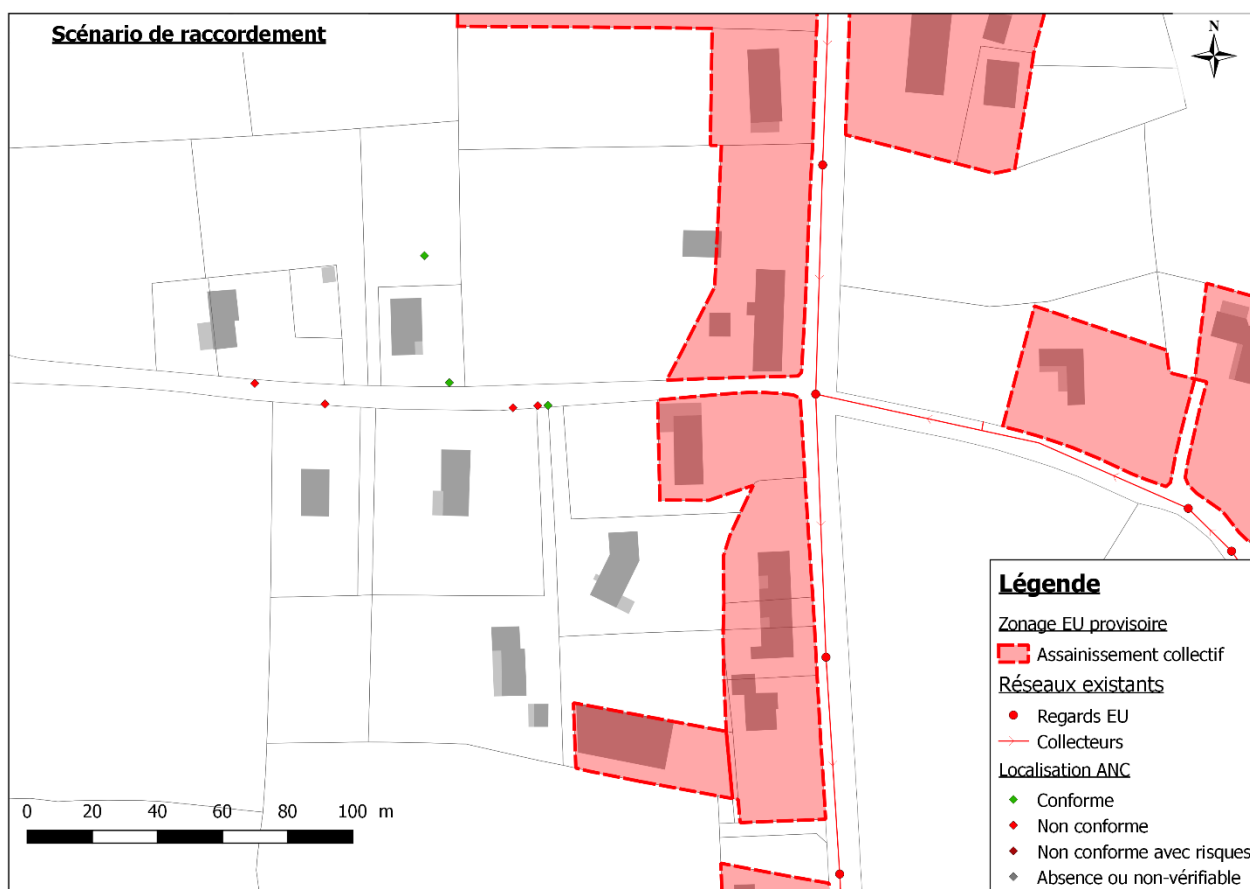 Scénario de raccordement
N
Légende
Zonage EU provisoire
Assainissement collectif
Réseaux existants
Regards EU
Collecteurs
Localisation ANC
Conforme
Non conforme
Non conforme avec risques
Absence ou non-vérifiable
0 20 40 60 80 100 m